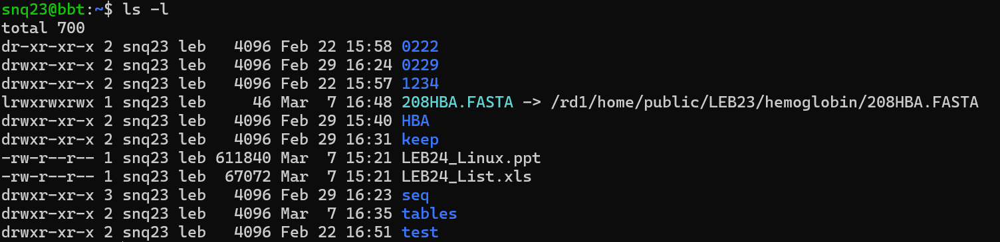 snq23@bbt:~$ ls -l
total 700
dr-xr-xr-x 2 snq23 leb   4096 Feb 22 15:58 0222
drwxr-xr-x 2 snq23 leb   4096 Feb 29 16:24 0229
drwxr-xr-x 2 snq23 leb   4096 Feb 22 15:57 1234
lrwxrwxrwx 1 snq23 leb     46 Mar  7 16:48 208HBA.FASTA -> /rd1/home/public/LEB23/hemoglobin/208HBA.FASTA
drwxr-xr-x 2 snq23 leb   4096 Feb 29 15:40 HBA
drwxr-xr-x 2 snq23 leb   4096 Feb 29 16:31 keep
-rw-r--r-- 1 snq23 leb 611840 Mar  7 15:21 LEB24_Linux.ppt
-rw-r--r-- 1 snq23 leb  67072 Mar  7 15:21 LEB24_List.xls
drwxr-xr-x 3 snq23 leb   4096 Feb 29 16:23 seq
drwxr-xr-x 2 snq23 leb   4096 Mar  7 16:35 tables
drwxr-xr-x 2 snq23 leb   4096 Feb 22 16:51 test